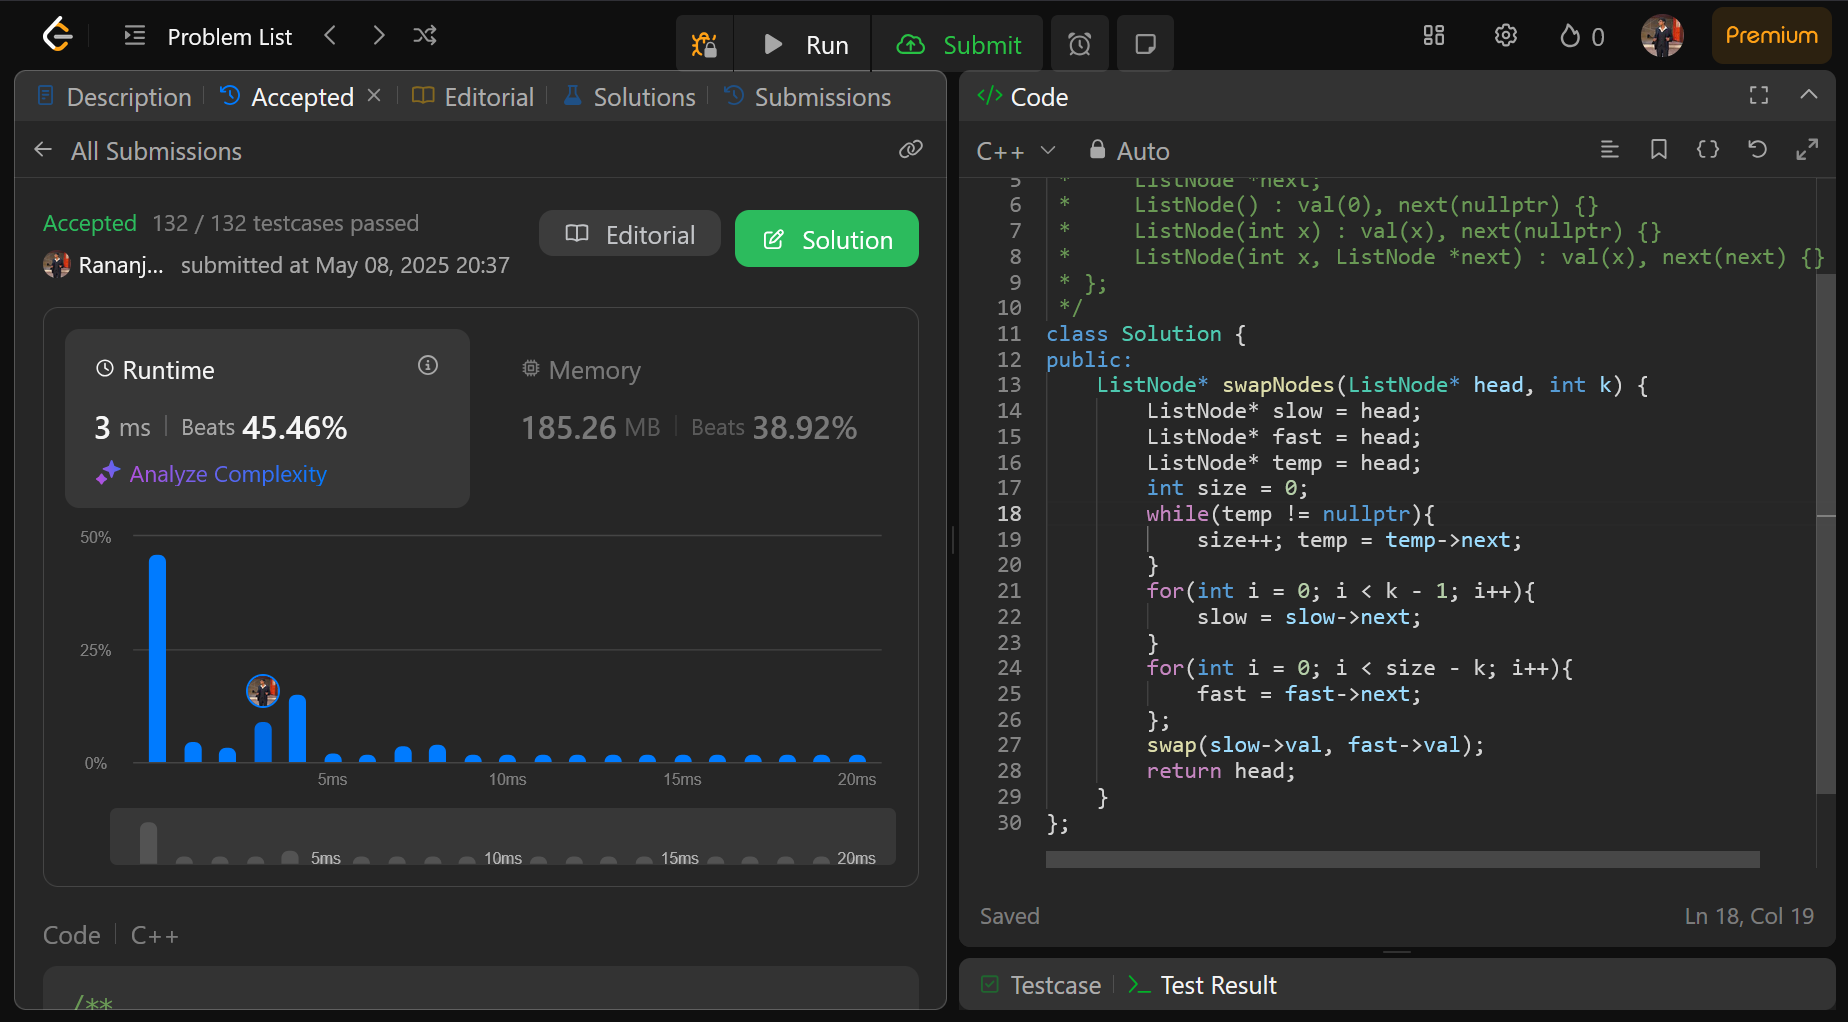 Problem List
Run
Submit
0
Premium
Description
Accepted
Editorial
Solutions
Submissions
All Submissions
Accepted 132 / 132 testcases passed
Rananj... submitted at May 08, 2025 20:37
Editorial
Solution
Runtime
3 ms Beats 45.46%
Analyze Complexity
Memory
185.26 MB Beats 38.92%
50%
25%
0%
5ms 10ms 15ms 20ms
5ms 10ms 15ms 20ms
Code C++
/**
</> Code
C++ Auto
5 * ListNode *next;
6 * ListNode() : val(0), next(nullptr) {}
7 * ListNode(int x) : val(x), next(nullptr) {}
8 * ListNode(int x, ListNode *next) : val(x), next(next) {}
9 * };
10 */
11 class Solution {
12 public:
13 ListNode* swapNodes(ListNode* head, int k) {
14 ListNode* slow = head;
15 ListNode* fast = head;
16 ListNode* temp = head;
17 int size = 0;
18 while(temp != nullptr){
19 size++; temp = temp->next;
20 }
21 for(int i = 0; i < k - 1; i++){
22 slow = slow->next;
23 }
24 for(int i = 0; i < size - k; i++){
25 fast = fast->next;
26 };
27 swap(slow->val, fast->val);
28 return head;
29 }
30 };
Saved
Ln 18, Col 19
Testcase
Test Result